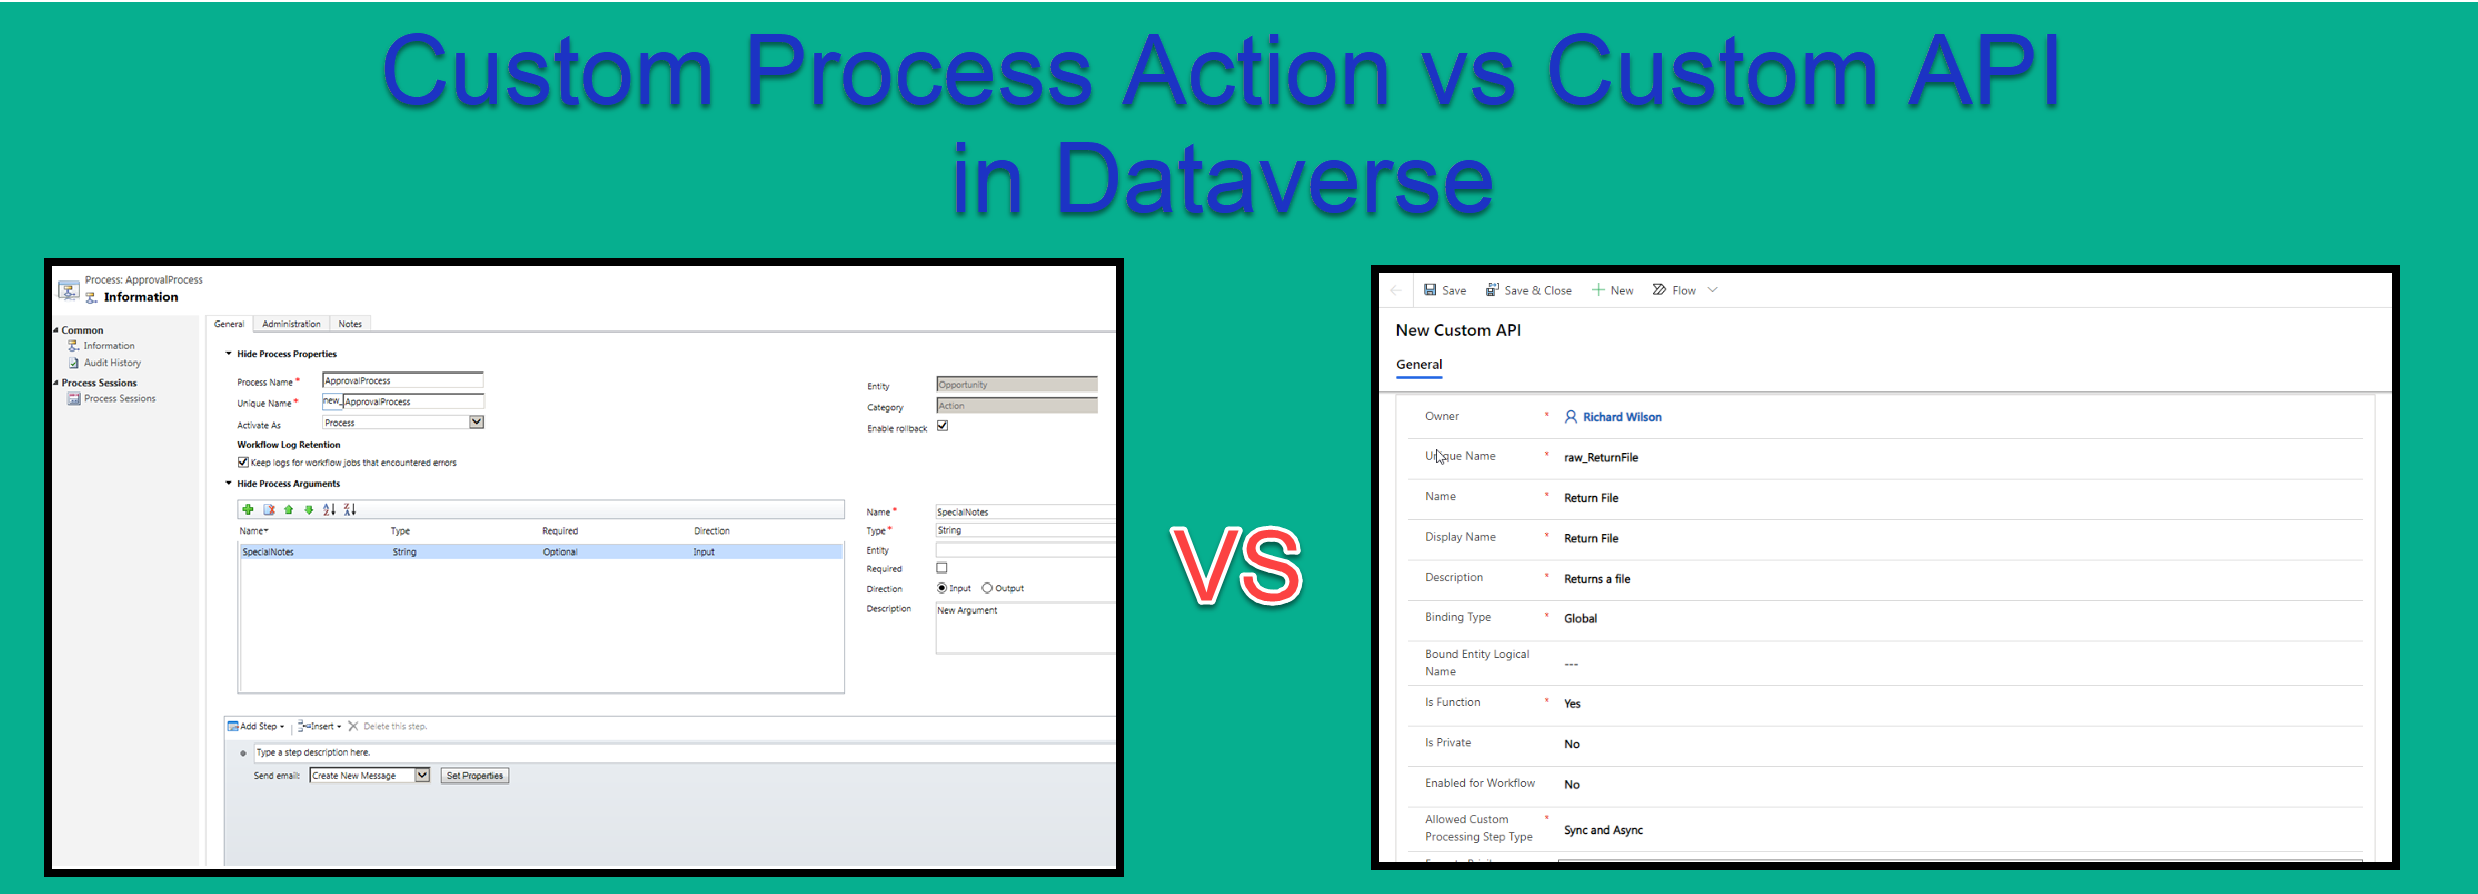 Custom Process Action vs Custom API
in Dataverse
Process: ApprovalProcess
Information
Common
Information
Audit History
Process Sessions
Process Sessions
General Administration Notes
Hide Process Properties
Process Name * ApprovalProcess
Unique Name * new_ ApprovalProcess
Activate As Process
Entity Opportunity
Category Action
Enable rollback
Workflow Log Retention
Keep logs for workflow jobs that encountered errors
Hide Process Arguments
Name Type Required Direction
SpecialNotes String Optional Input
Name * SpecialNotes
Type * String
Entity
Required
Direction Input Output
Description New Argument
Add Step Insert Delete this step.
Type a step description here.
Send email: Create New Message Set Properties
VS
Save Save & Close New Flow
New Custom API
General
Owner * Richard Wilson
Unique Name * raw_ReturnFile
Name * Return File
Display Name * Return File
Description * Returns a file
Binding Type * Global
Bound Entity Logical
Name ---
Is Function * Yes
Is Private No
Enabled for Workflow No
Allowed Custom *
Processing Step Type Sync and Async